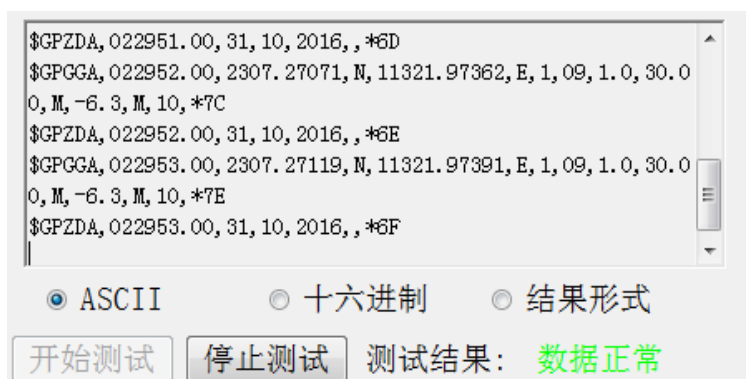 $GPZDA,022951.00,31,10,2016,,*6D
$GPGGA,022952.00,2307.27071,N,11321.97362,E,1,09,1.0,30.0
0,M,-6.3,M,10,*7C
$GPZDA,022952.00,31,10,2016,,*6E
$GPGGA,022953.00,2307.27119,N,11321.97391,E,1,09,1.0,30.0
0,M,-6.3,M,10,*7E
$GPZDA,022953.00,31,10,2016,,*6F
ASCII 十六进制 结果形式
开始测试 停止测试 测试结果: 数据正常